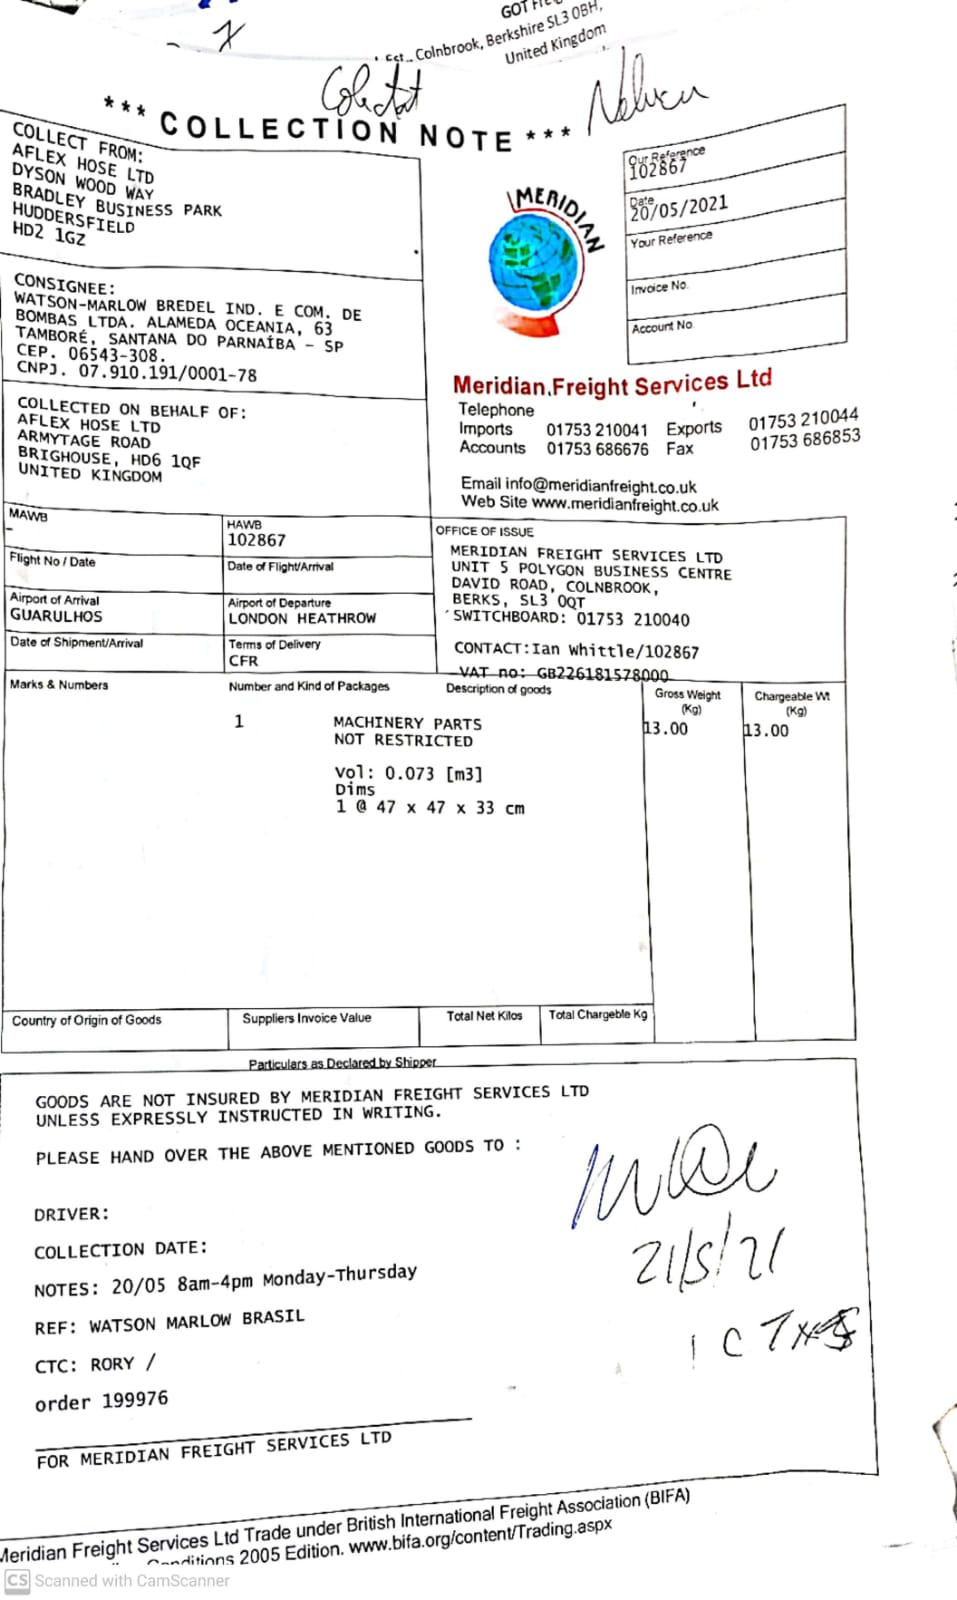 Est., Colnbrook, Berkshire SL3 0BH,
United Kingdom
*** COLLECTION NOTE ***
COLLECT FROM:
AFLEX HOSE LTD
DYSON WOOD WAY
BRADLEY BUSINESS PARK
HUDDERSFIELD
HD2 1GZ
MERIDIAN
Our Reference
102867
Date
20/05/2021
Your Reference
Invoice No.
Account No.
CONSIGNEE:
WATSON-MARLOW BREDEL IND. E COM. DE
BOMBAS LTDA. ALAMEDA OCEANIA, 63
TAMBORÉ, SANTANA DO PARNAÍBA - SP
CEP. 06543-308.
CNPJ. 07.910.191/0001-78
COLLECTED ON BEHALF OF:
AFLEX HOSE LTD
ARMYTAGE ROAD
BRIGHOUSE, HD6 1QF
UNITED KINGDOM
Meridian Freight Services Ltd
Telephone
Imports 01753 210041 Exports 01753 210044
Accounts 01753 686676 Fax 01753 686853
Email info@meridianfreight.co.uk
Web Site www.meridianfreight.co.uk
MAWB
-
HAWB
102867
Flight No / Date
Date of Flight/Arrival
Airport of Arrival
GUARULHOS
Airport of Departure
LONDON HEATHROW
Date of Shipment/Arrival
Terms of Delivery
CFR
OFFICE OF ISSUE
MERIDIAN FREIGHT SERVICES LTD
UNIT 5 POLYGON BUSINESS CENTRE
DAVID ROAD, COLNBROOK,
BERKS, SL3 0QT
SWITCHBOARD: 01753 210040
CONTACT:Ian Whittle/102867
VAT no: GB226181578000
Marks & Numbers
Number and Kind of Packages
Description of goods
Gross Weight
(Kg)
Chargeable Wt
(Kg)
1 MACHINERY PARTS 13.00 13.00
NOT RESTRICTED
Vol: 0.073 [m3]
Dims
1 @ 47 x 47 x 33 cm
Country of Origin of Goods
Suppliers Invoice Value
Total Net Kilos
Total Chargeable Kg
Particulars as Declared by Shipper
GOODS ARE NOT INSURED BY MERIDIAN FREIGHT SERVICES LTD
UNLESS EXPRESSLY INSTRUCTED IN WRITING.
PLEASE HAND OVER THE ABOVE MENTIONED GOODS TO :
DRIVER:
COLLECTION DATE:
21/5/21
NOTES: 20/05 8am-4pm Monday-Thursday
REF: WATSON MARLOW BRASIL
CTC: RORY /
order 199976
FOR MERIDIAN FREIGHT SERVICES LTD
Meridian Freight Services Ltd Trade under British International Freight Association (BIFA)
Conditions 2005 Edition. www.bifa.org/content/Trading.aspx
CS Scanned with CamScanner